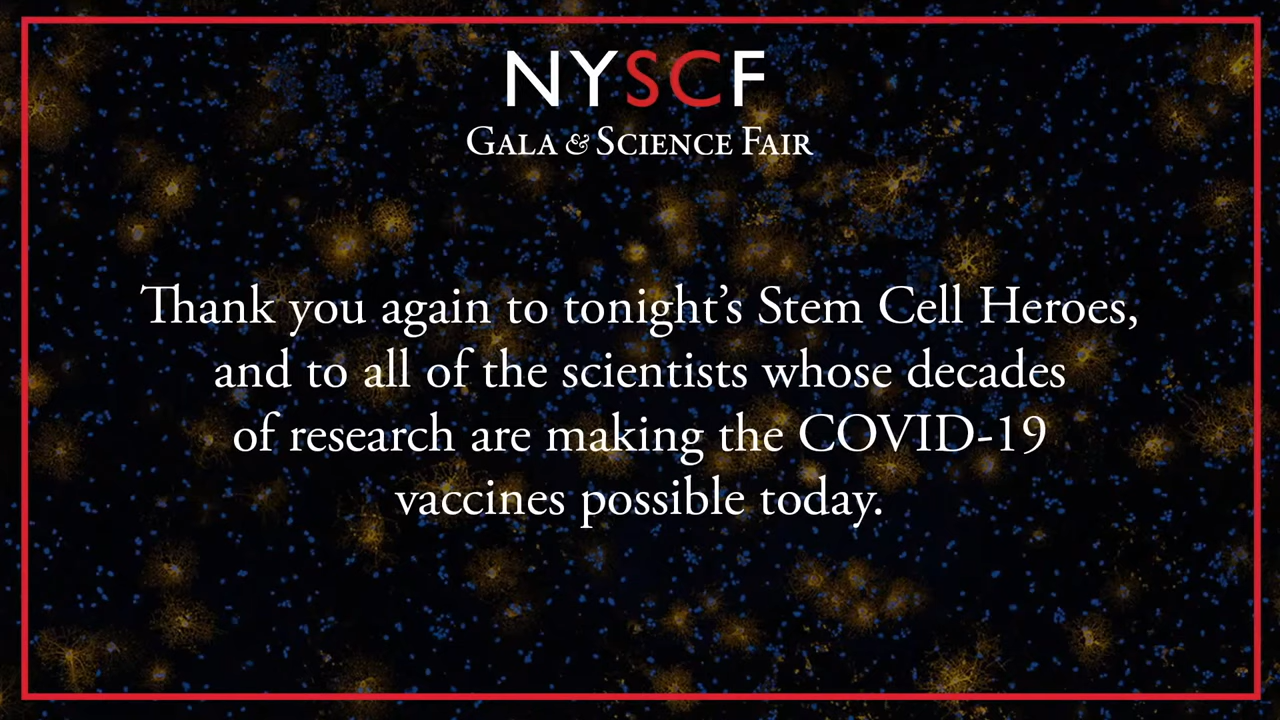 NYSCF
Gala & Science Fair
Thank you again to tonight’s Stem Cell Heroes,
and to all of the scientists whose decades
of research are making the COVID-19
vaccines possible today.